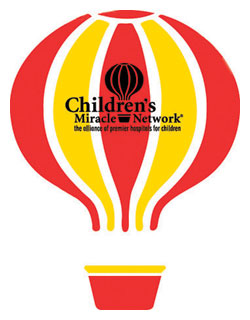 Children's
Miracle Network®
the alliance of premier hospitals for children